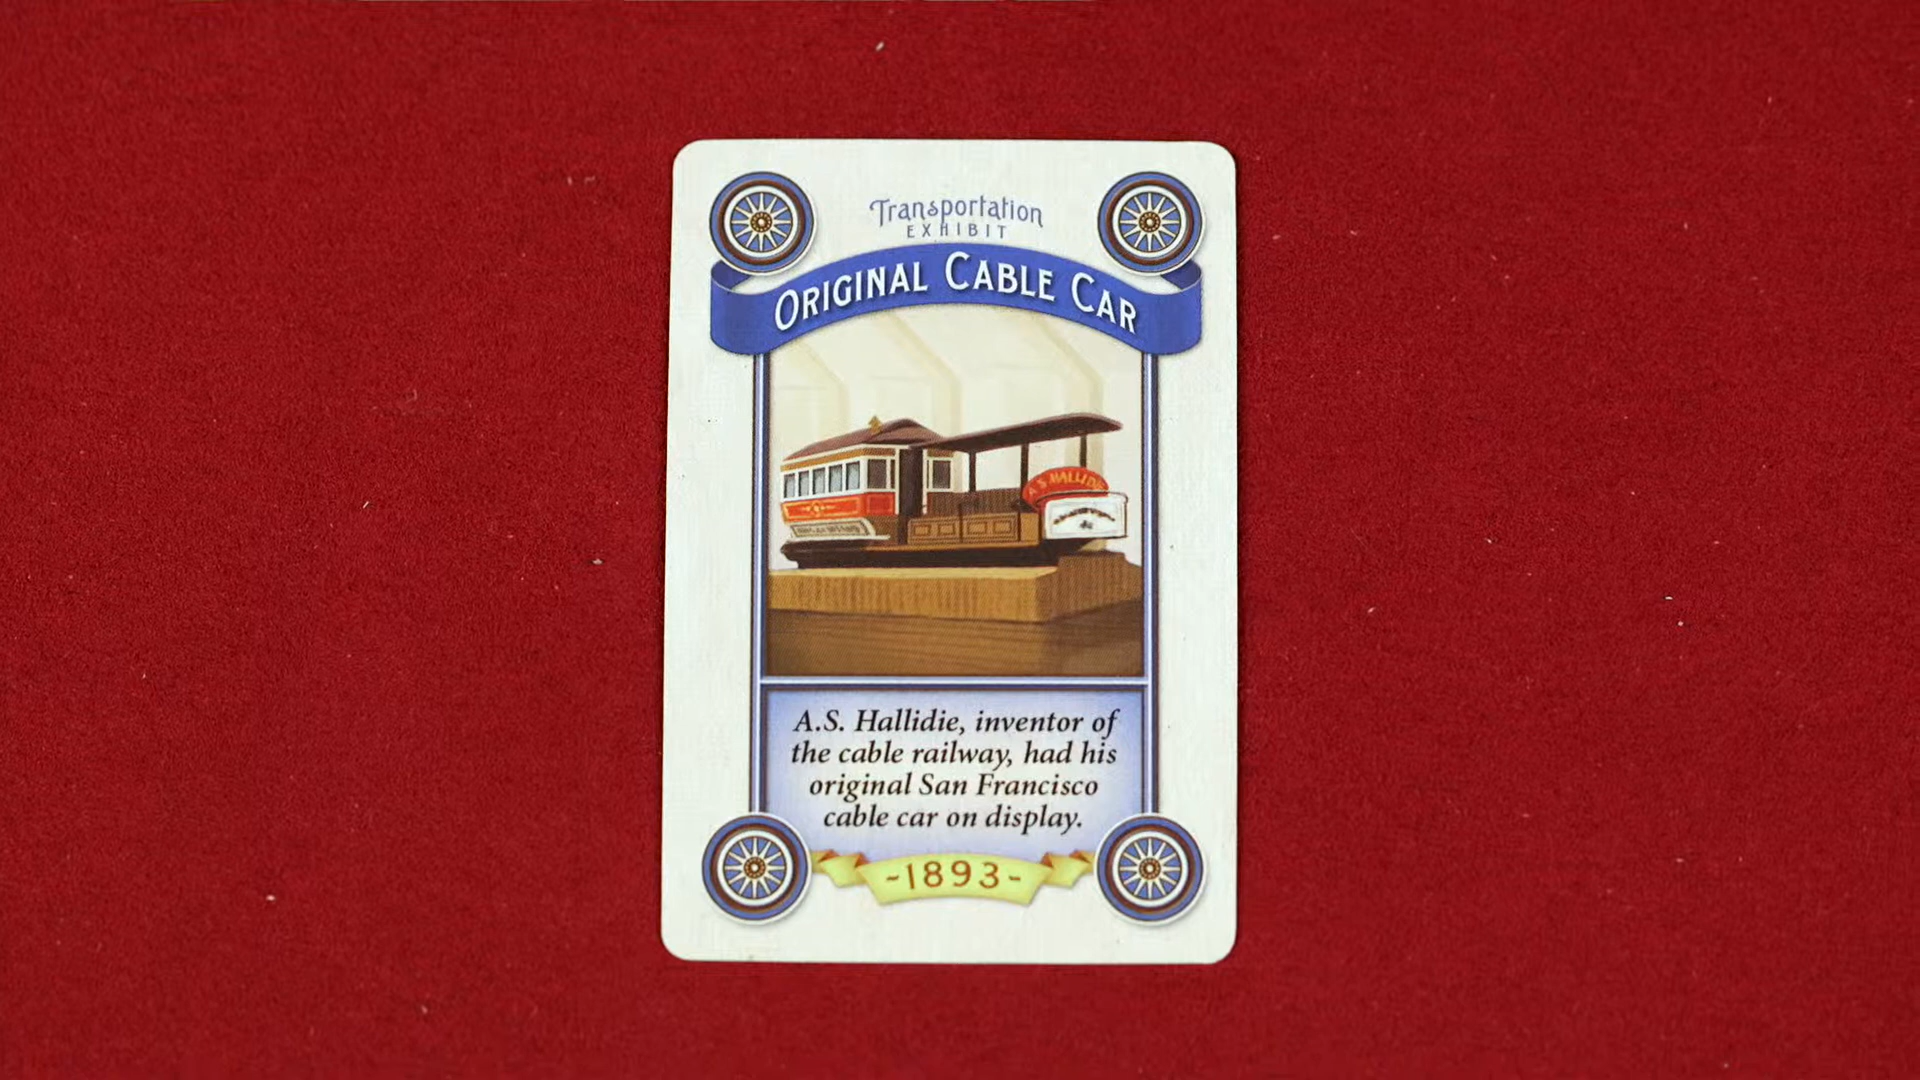 Transportation
EXHIBIT
ORIGINAL CABLE CAR
A S HALLIDIE
A.S. Hallidie, inventor of
the cable railway, had his
original San Francisco
cable car on display.
-1893-